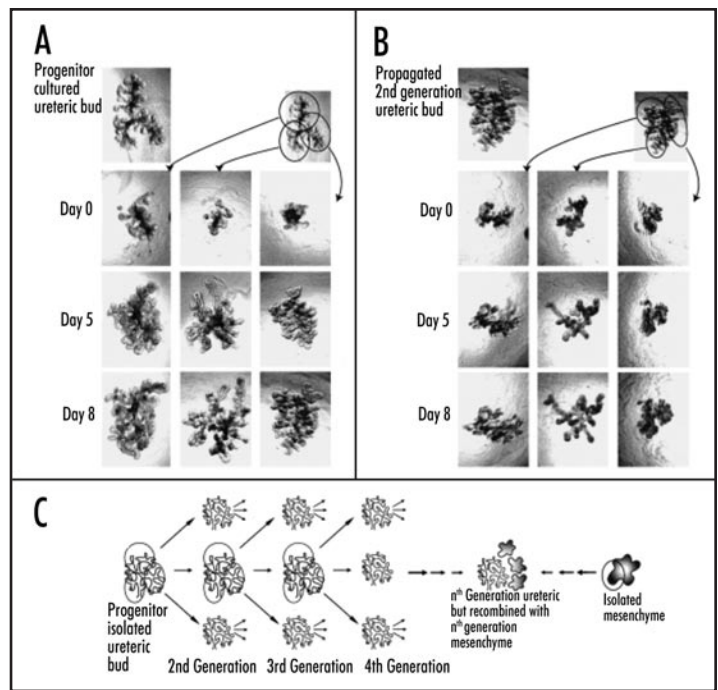 A
Progenitor
cultured
ureteric bud
Day 0
Day 5
Day 8
B
Propagated
2nd generation
ureteric bud
Day 0
Day 5
Day 8
C
Progenitor
isolated
ureteric
bud
2nd Generation
3rd Generation
4th Generation
nth Generation ureteric
but recombined with
nth generation
mesenchyme
Isolated
mesenchyme